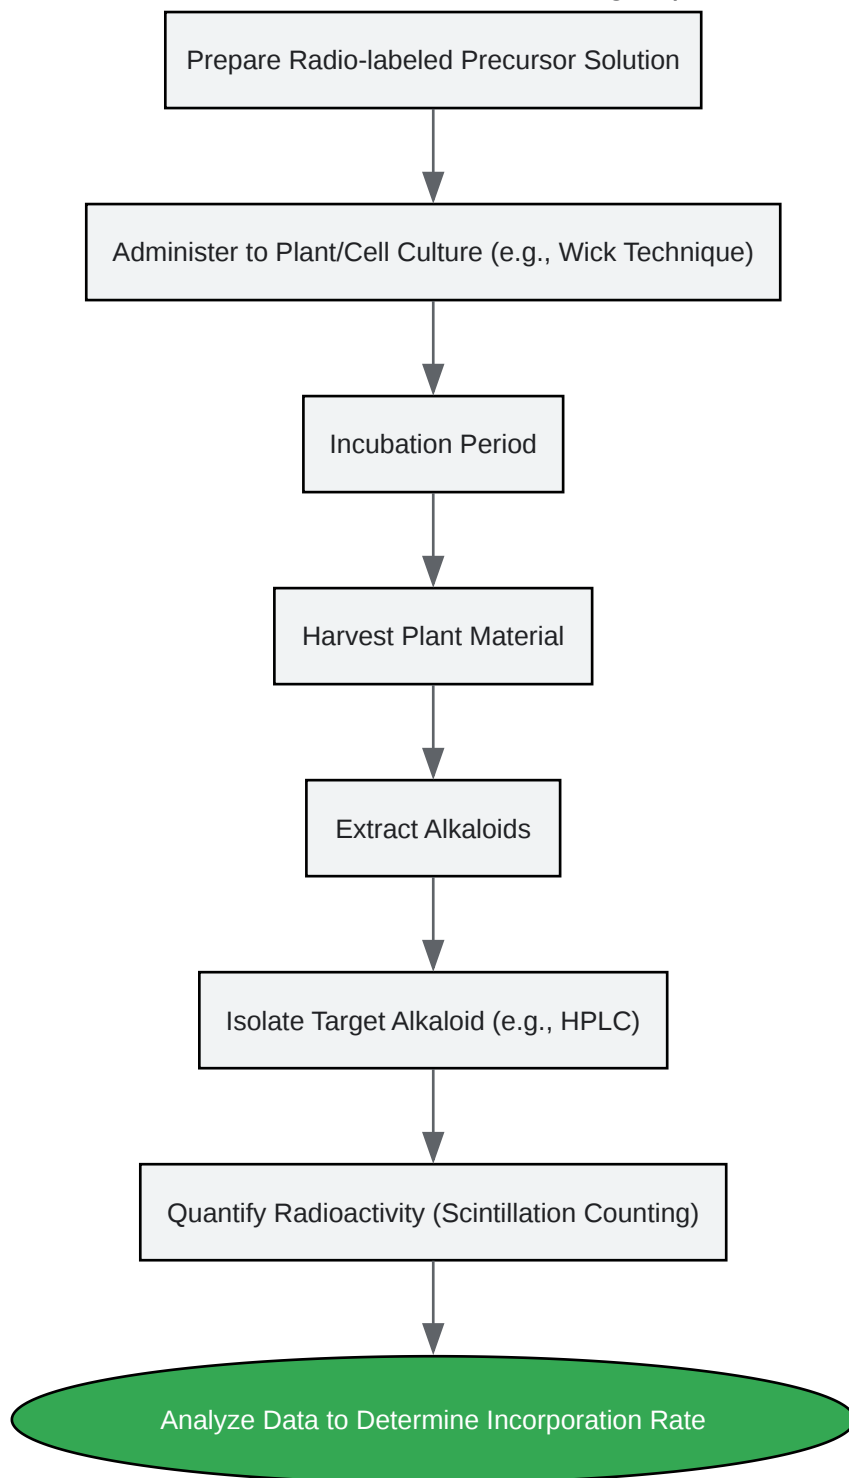 Prepare Radio-labeled Precursor Solution
Administer to Plant/Cell Culture (e.g., Wick Technique)
Incubation Period
Harvest Plant Material
Extract Alkaloids
Isolate Target Alkaloid (e.g., HPLC)
Quantify Radioactivity (Scintillation Counting)
Analyze Data to Determine Incorporation Rate